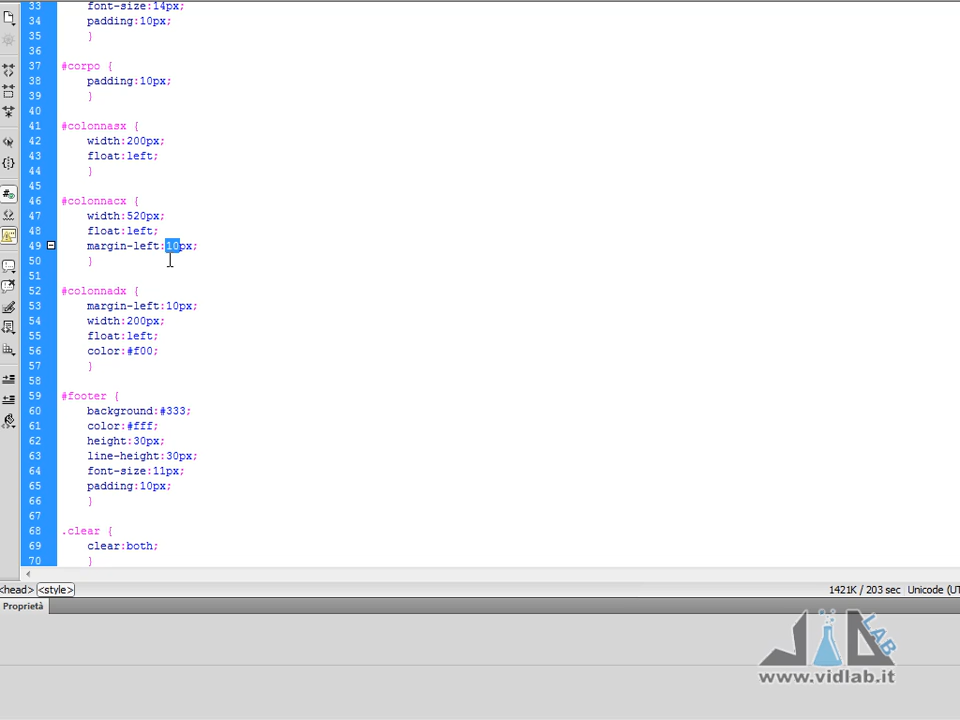 33 font-size:14px;
34 padding:10px;
35 }
36
37 #corpo {
38 padding:10px;
39 }
40
41 #colonnasx {
42 width:200px;
43 float:left;
44 }
45
46 #colonnacx {
47 width:520px;
48 float:left;
49 margin-left:10px;
50 }
51
52 #colonnadx {
53 margin-left:10px;
54 width:200px;
55 float:left;
56 color:#f00;
57 }
58
59 #footer {
60 background:#333;
61 color:#fff;
62 height:30px;
63 line-height:30px;
64 font-size:11px;
65 padding:10px;
66 }
67
68 .clear {
69 clear:both;
70 }
<head> <style> 1421K / 203 sec Unicode (UT
Proprietà
LAB
www.vidlab.it